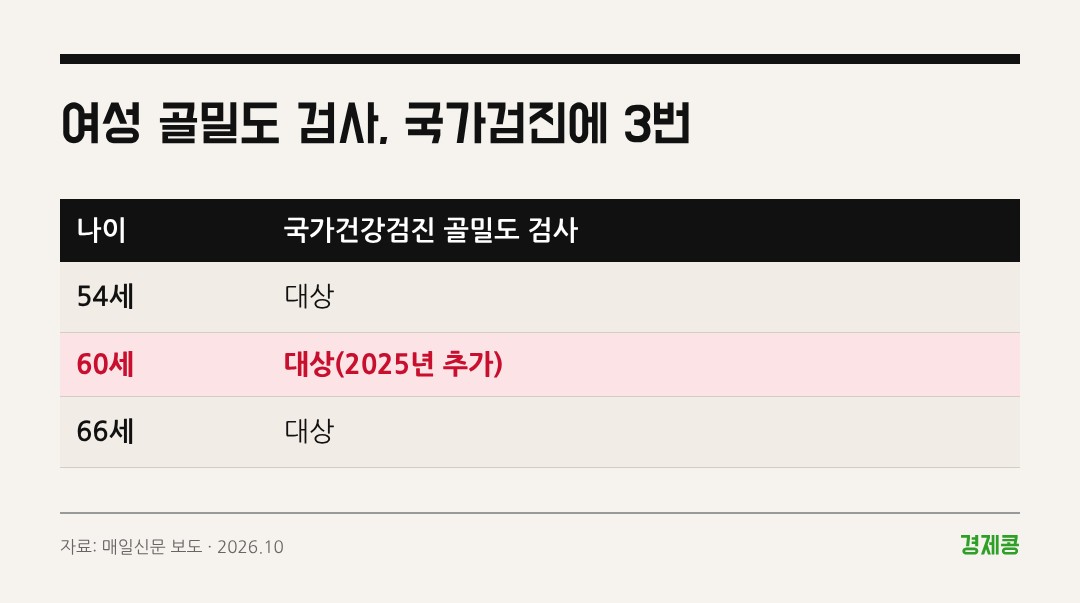 여성 골밀도 검사, 국가검진에 3번
나이 국가건강검진 골밀도 검사
54세 대상
60세 대상(2025년 추가)
66세 대상
자료: 매일신문 보도 · 2026.10
경제콩